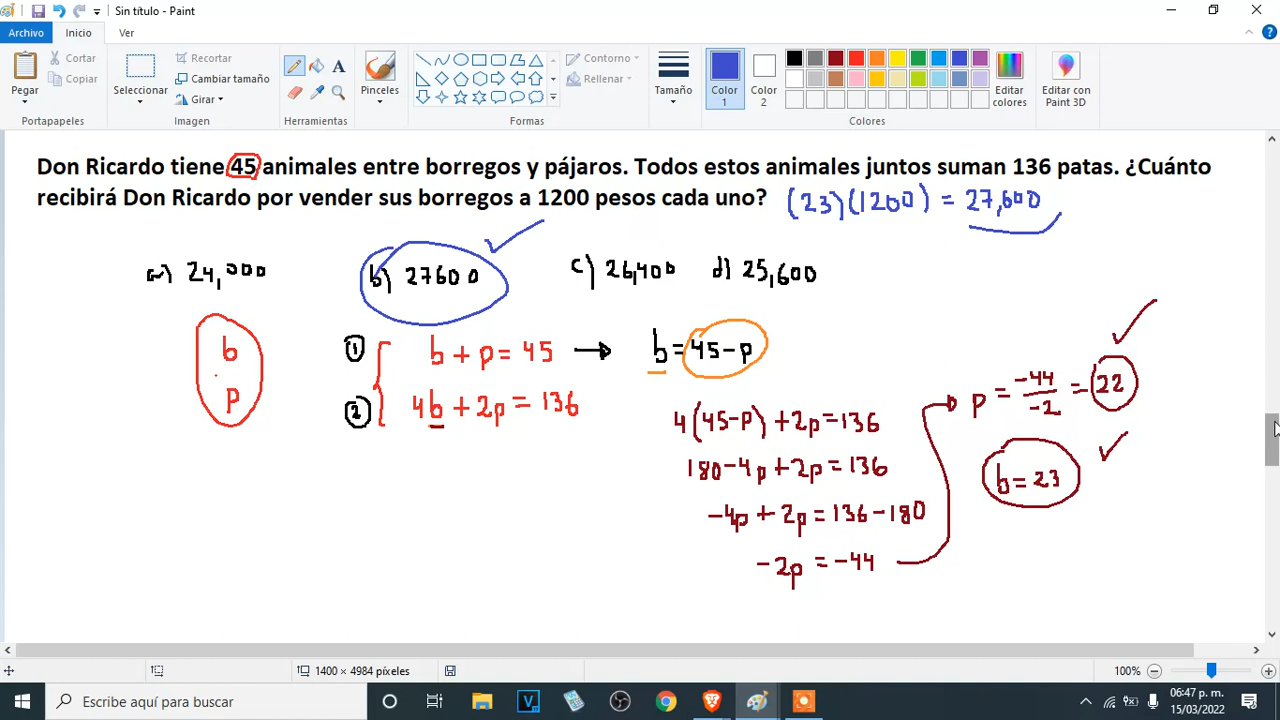 Sin título - Paint
Archivo Inicio Ver
Pegar Cortar Copiar Portapapeles
Seleccionar Recortar Cambiar tamaño Girar Imagen
A Herramientas
Pinceles
Contorno Rellenar Formas
Tamaño
Color 1 Color 2 Editar colores Colores
Editar con Paint 3D
Don Ricardo tiene 45 animales entre borregos y pájaros. Todos estos animales juntos suman 136 patas. ¿Cuánto
recibirá Don Ricardo por vender sus borregos a 1200 pesos cada uno? (23)(1200) = 27,600
a) 24,000 b) 27600 c) 26,400 d) 25,600
b
p
① b + p = 45 → b = 45-p
② 4b + 2p = 136
4(45-p) + 2p = 136
180 - 4p + 2p = 136
-4p + 2p = 136 - 180
-2p = -44
p = -44/-2 = 22
b = 23
1400 × 4984 píxeles 100%
Escribe aquí para buscar
V
06:47 p. m.
15/03/2022